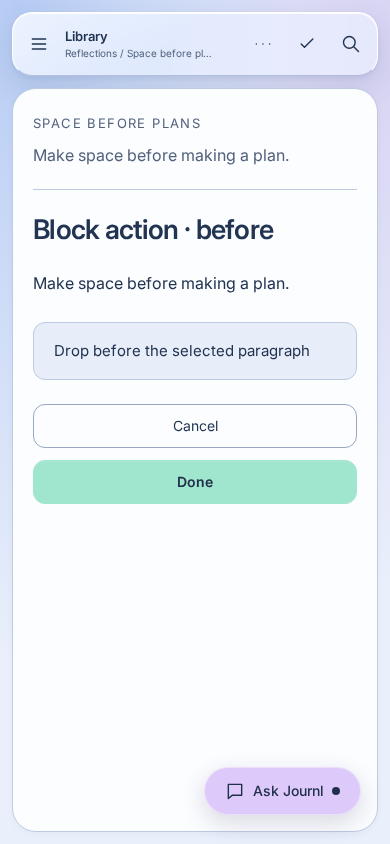 Library
Reflections / Space before pl...
SPACE BEFORE PLANS
Make space before making a plan.
Block action · before
Make space before making a plan.
Drop before the selected paragraph
Cancel
Done
Ask Journl